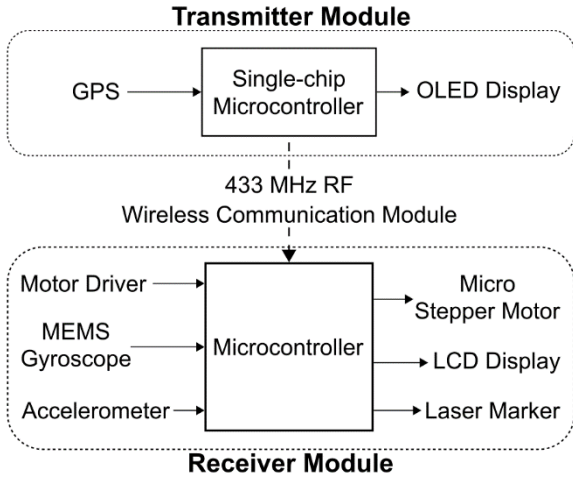 Transmitter Module
GPS
Single-chip
Microcontroller
OLED Display
433 MHz RF
Wireless Communication Module
Motor Driver
MEMS
Gyroscope
Accelerometer
Microcontroller
Micro
Stepper Motor
LCD Display
Laser Marker
Receiver Module